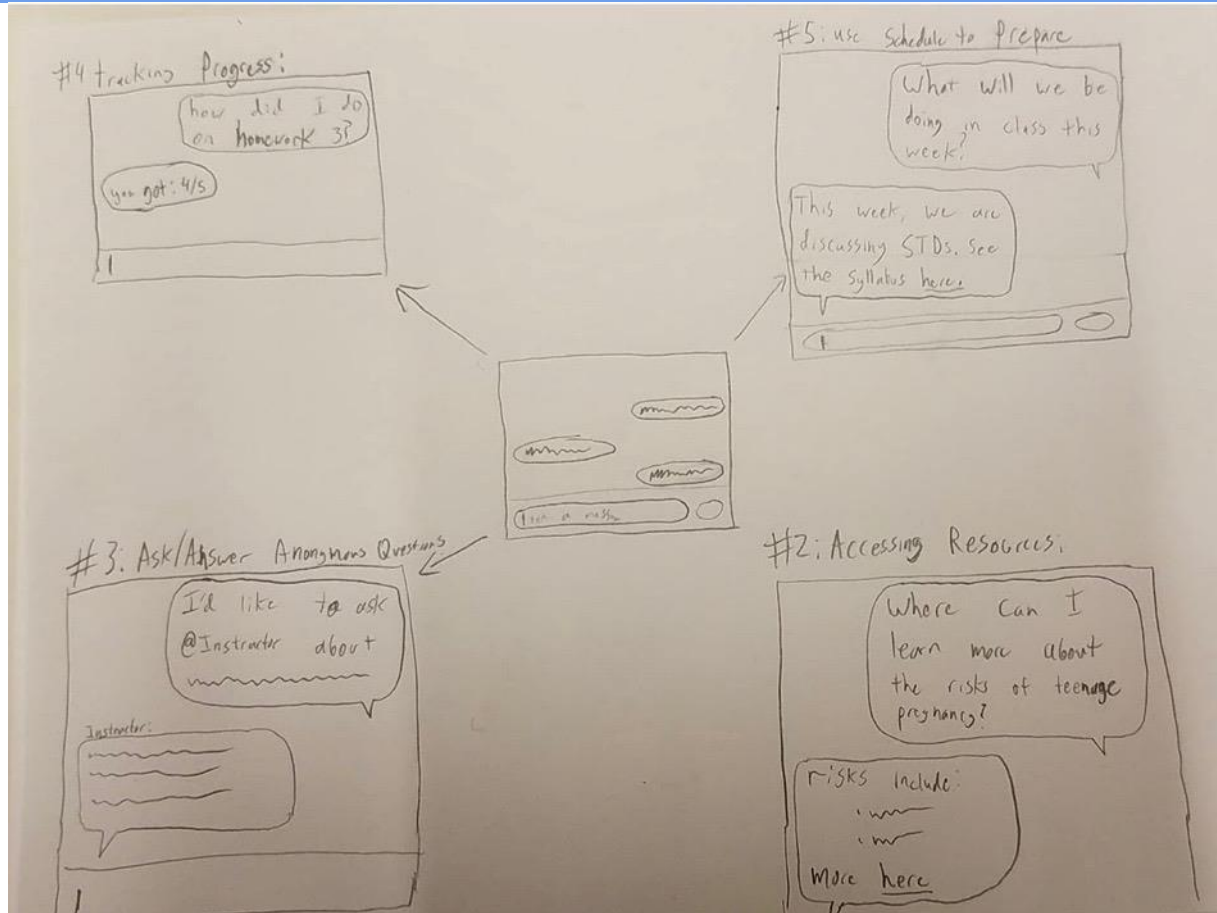 #4 tracking Progress:
how did I do
on homework 3?
you got: 4/5
#5: use Schedule to Prepare
What will we be
doing in class this
week?
This week, we are
discussing STDs. See
the syllabus here.
a
#3: Ask/Answer Anonymous Questions
I'd like to ask
@Instructor about
Instructor:
#2: Accessing Resources:
Where can I
learn more about
the risks of teenage
pregnancy?
risks include:
more here